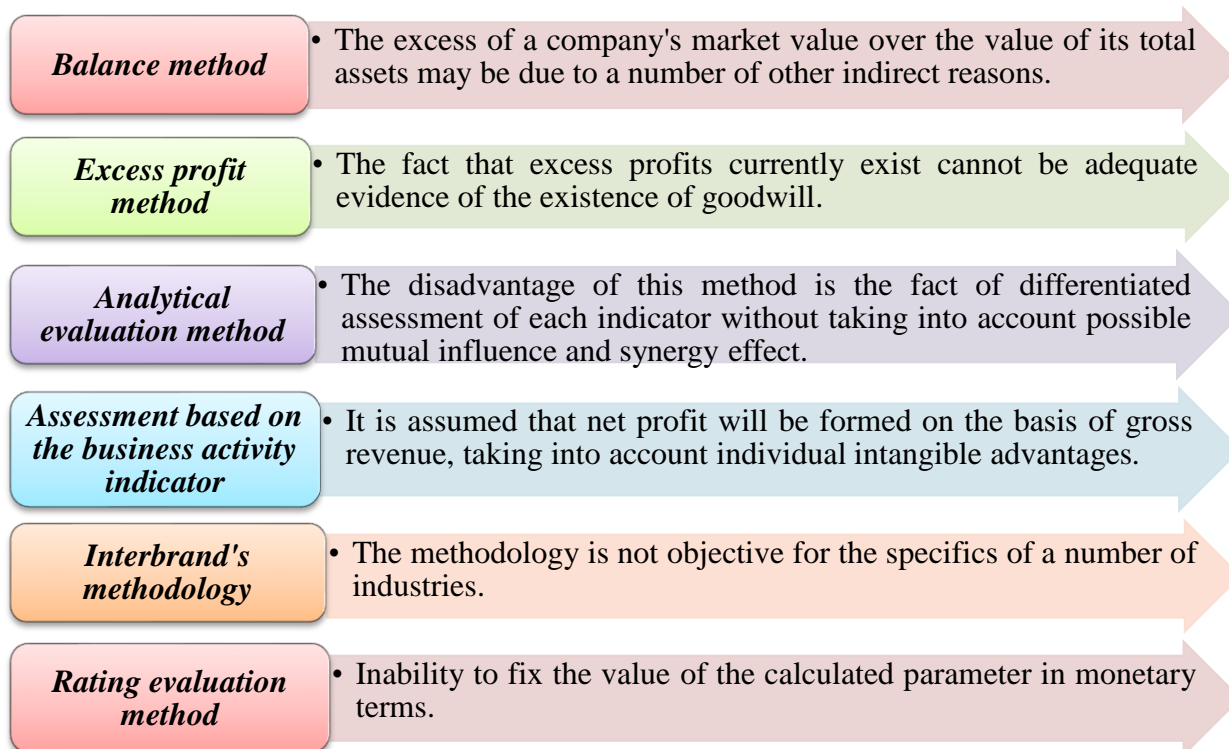 Balance method
• The excess of a company's market value over the value of its total
assets may be due to a number of other indirect reasons.
Excess profit
method
• The fact that excess profits currently exist cannot be adequate
evidence of the existence of goodwill.
Analytical
evaluation method
• The disadvantage of this method is the fact of differentiated
assessment of each indicator without taking into account possible
mutual influence and synergy effect.
Assessment based on
the business activity
indicator
• It is assumed that net profit will be formed on the basis of gross
revenue, taking into account individual intangible advantages.
Interbrand's
methodology
• The methodology is not objective for the specifics of a number of
industries.
Rating evaluation
method
• Inability to fix the value of the calculated parameter in monetary
terms.